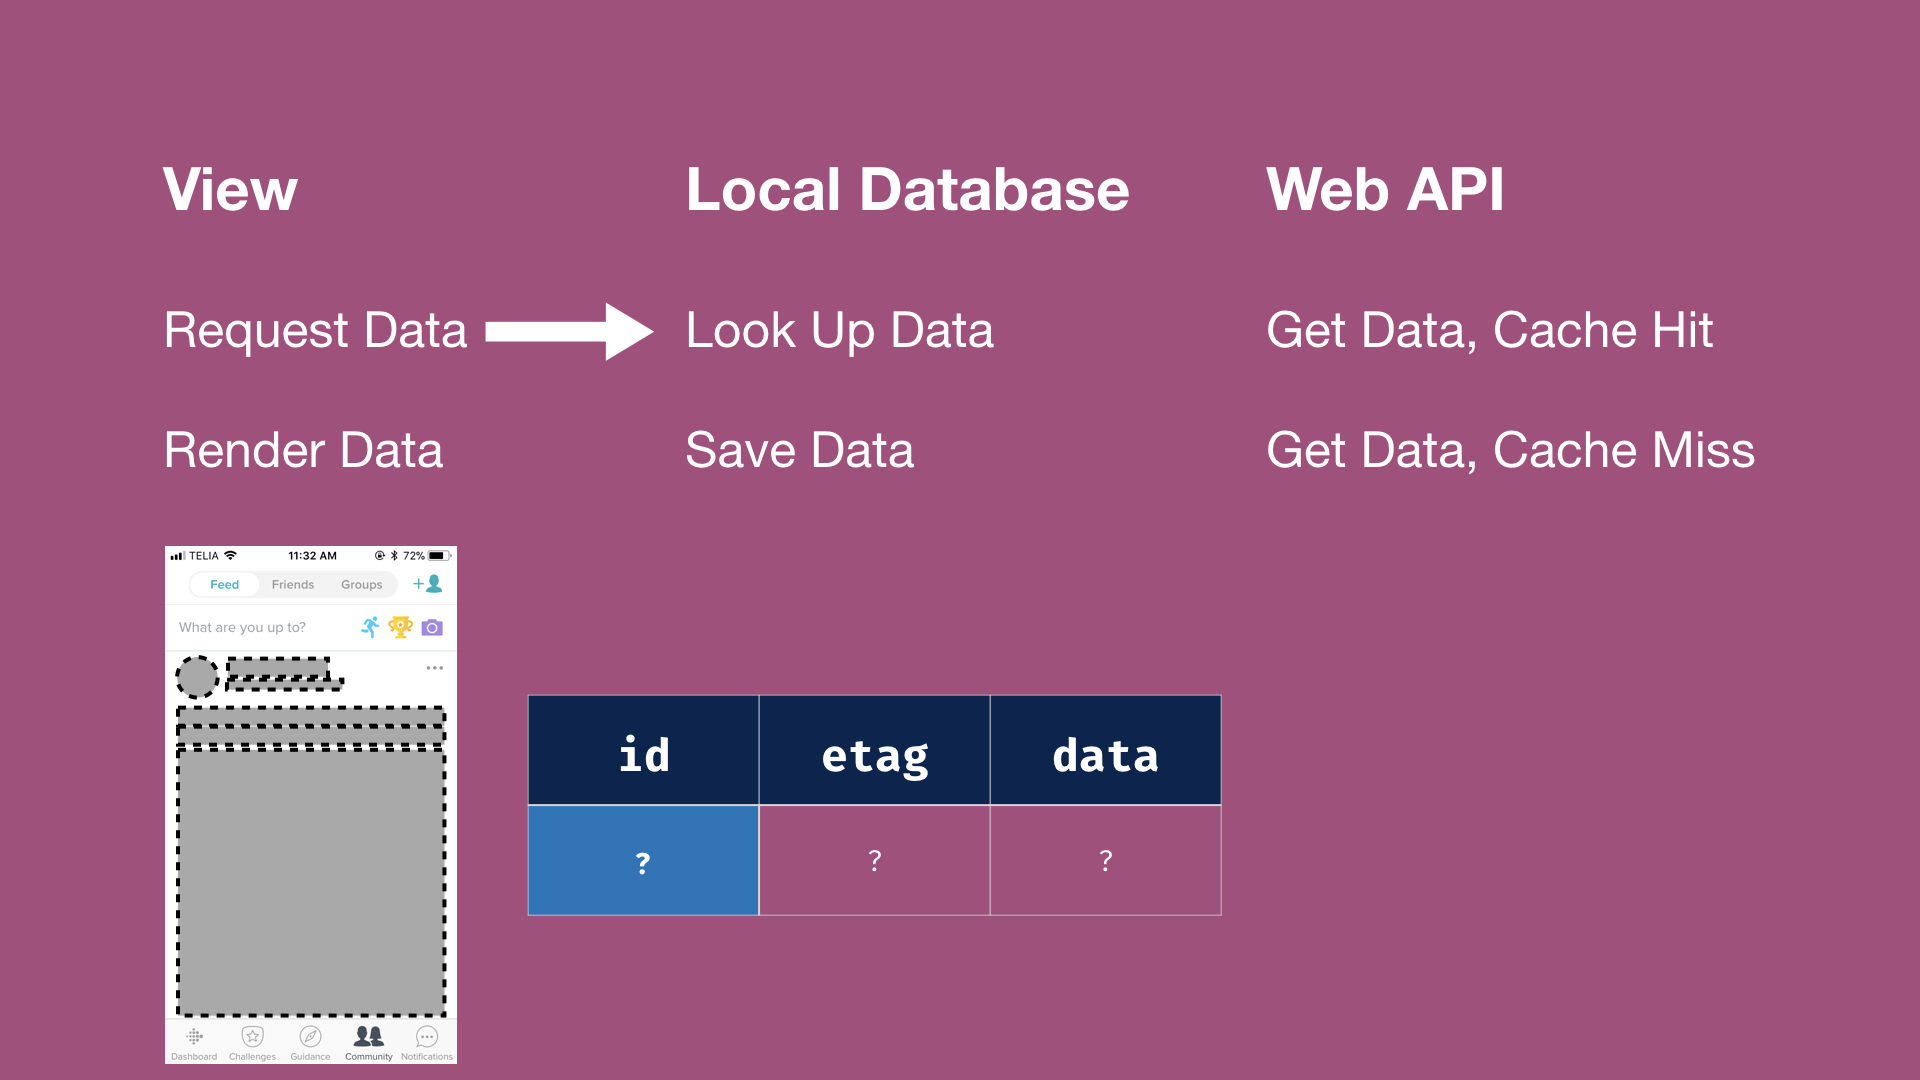 View Local Database Web API
Request Data Look Up Data Get Data, Cache Hit
Render Data Save Data Get Data, Cache Miss
TELIA 11:32 AM 72%
Feed Friends Groups +
What are you up to?
id etag data
? ? ?
Dashboard Challenges Guidance Community Notifications